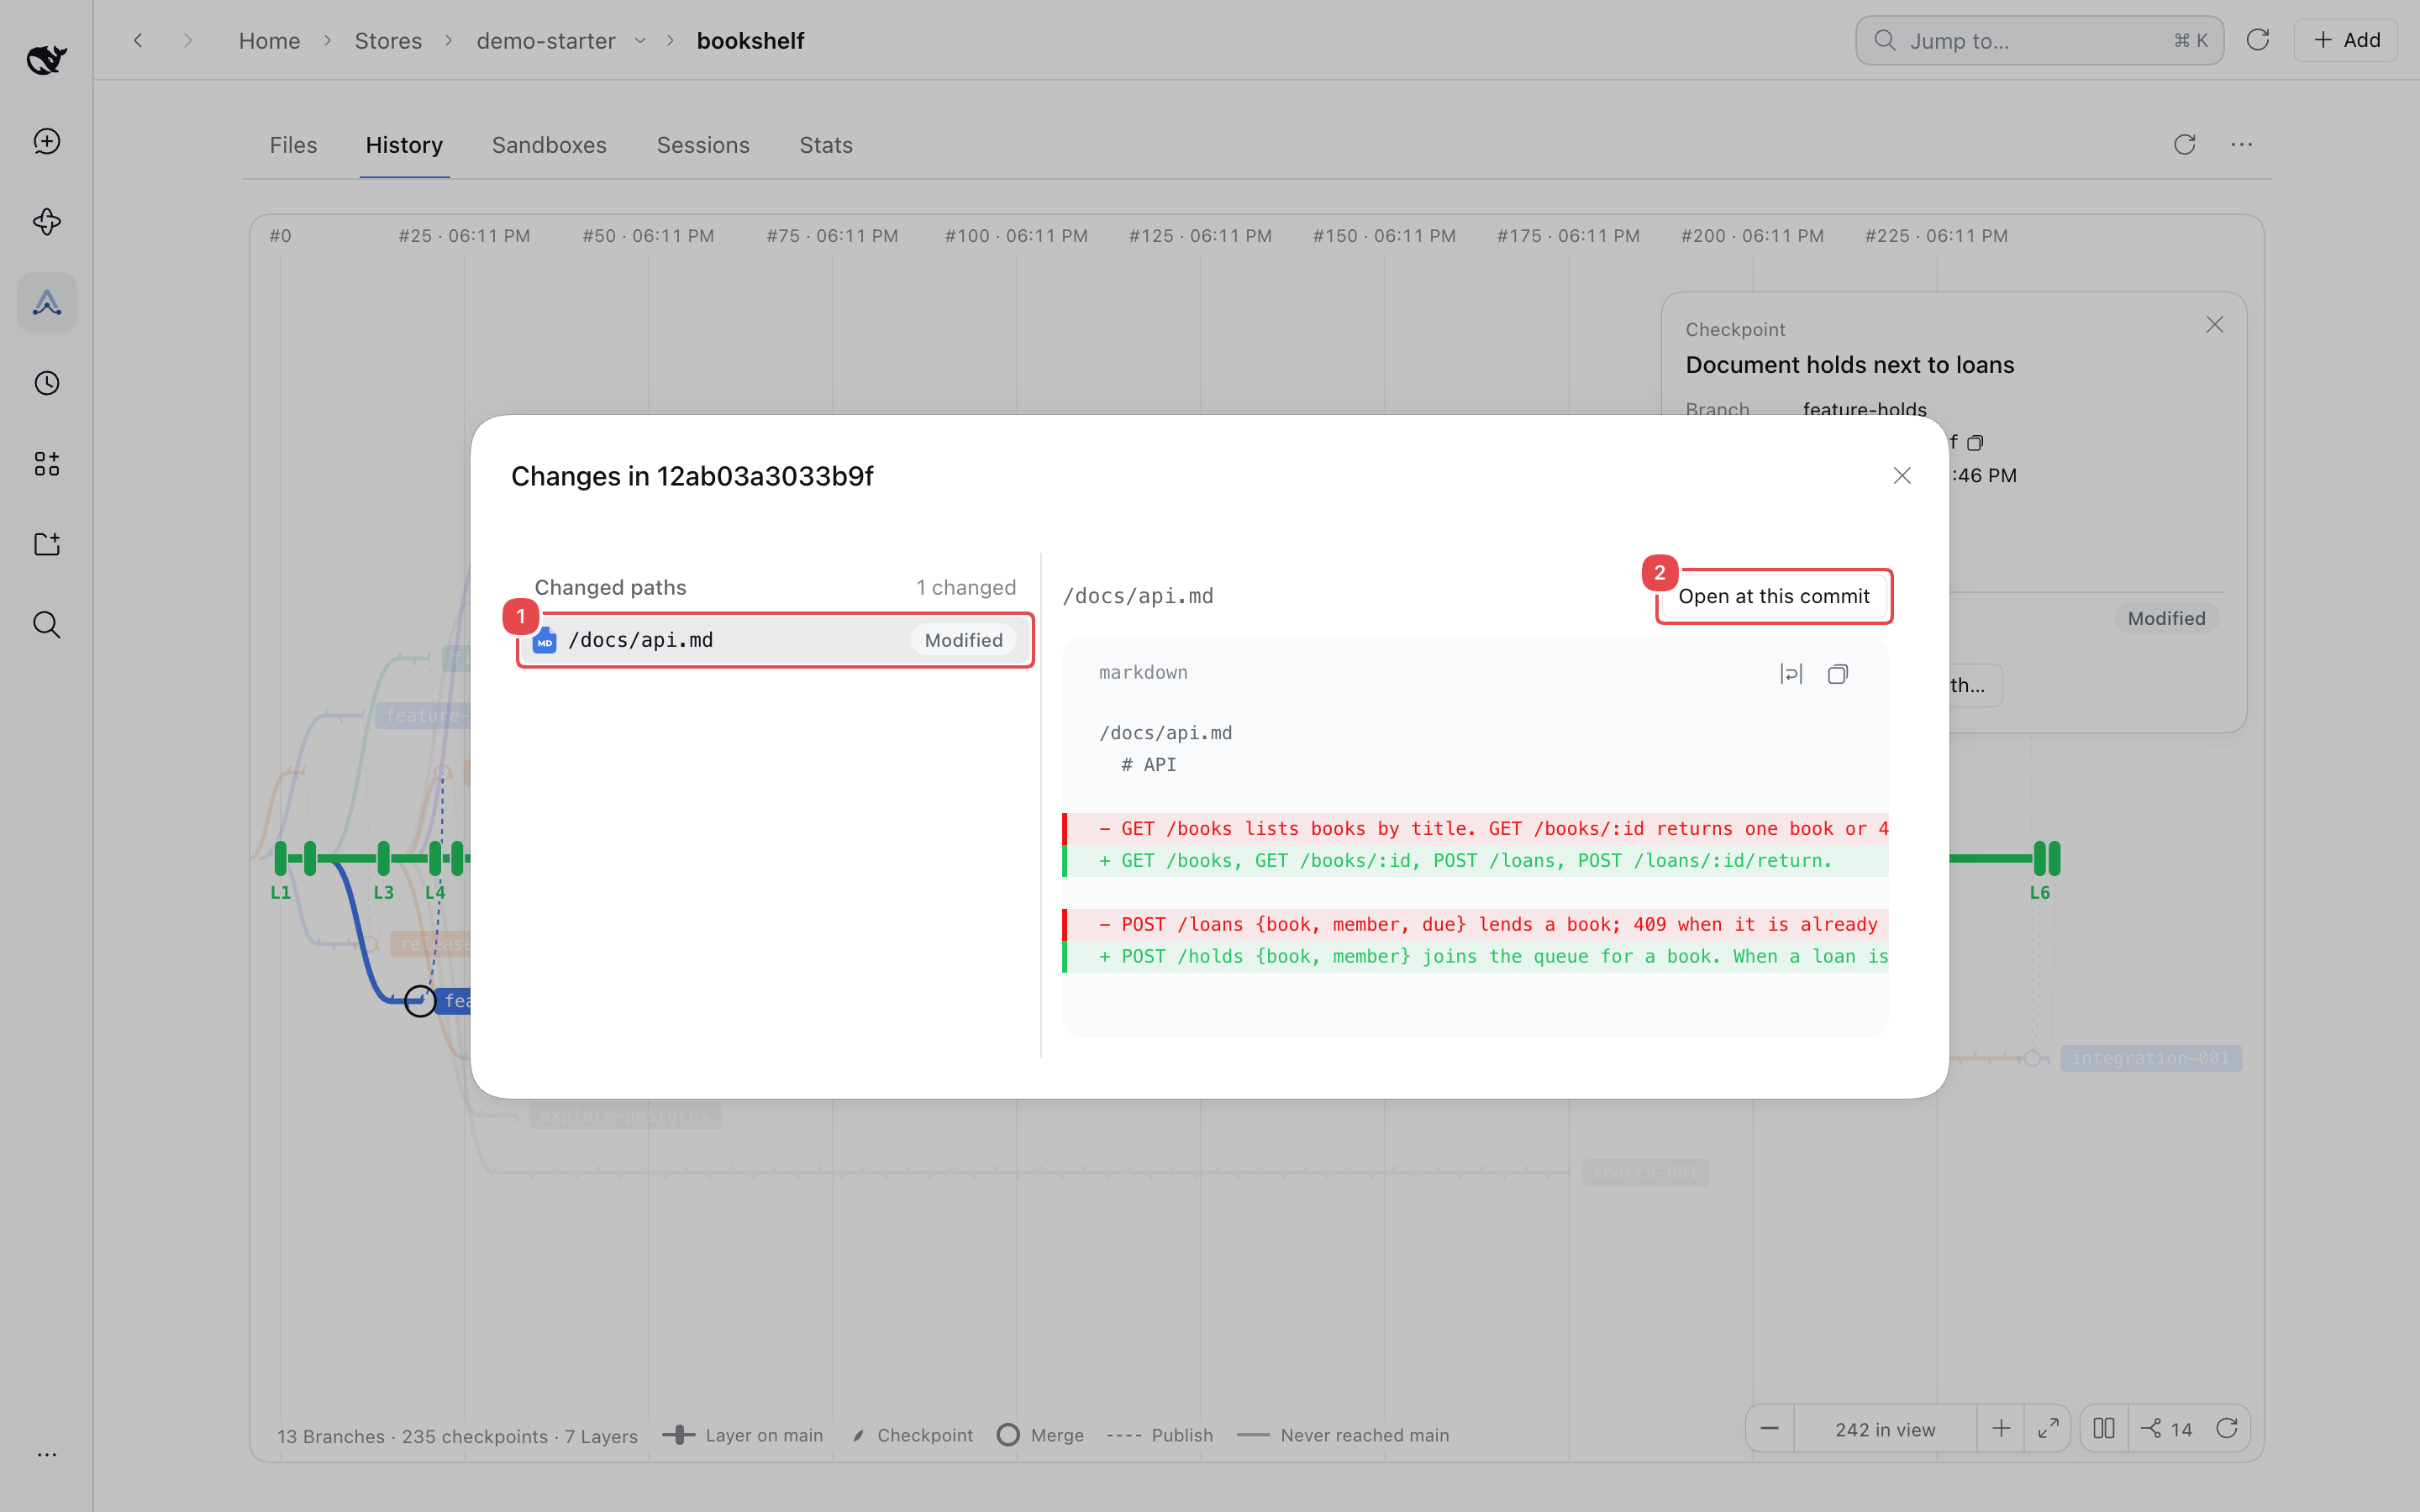 Home
Stores
demo-starter
bookshelf
Jump to...
⌘ K
+ Add
Files
History
Sandboxes
Sessions
Stats
#0
#25 · 06:11 PM
#50 · 06:11 PM
#75 · 06:11 PM
#100 · 06:11 PM
#125 · 06:11 PM
#150 · 06:11 PM
#175 · 06:11 PM
#200 · 06:11 PM
#225 · 06:11 PM
Checkpoint
Document holds next to loans
Branch feature-holds
f
:46 PM
Modified
th...
Changes in 12ab03a3033b9f
Changed paths
1 changed
1
MD
/docs/api.md
Modified
/docs/api.md
2
Open at this commit
markdown
/docs/api.md
# API
- GET /books lists books by title. GET /books/:id returns one book or 4
+ GET /books, GET /books/:id, POST /loans, POST /loans/:id/return.
- POST /loans {book, member, due} lends a book; 409 when it is already
+ POST /holds {book, member} joins the queue for a book. When a loan is
feature-
L1
L3
L4
L6
release
fea
integration-001
explore-postgres
search-001
13 Branches · 235 checkpoints · 7 Layers
Layer on main
Checkpoint
Merge
Publish
Never reached main
242 in view
14